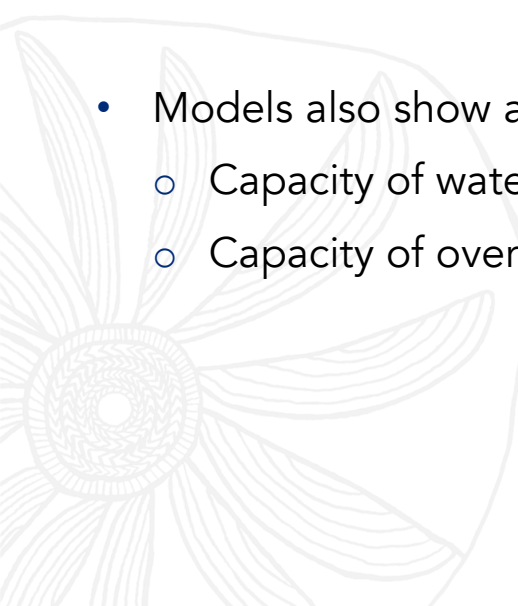 • Models also show a
o Capacity of wate
o Capacity of over